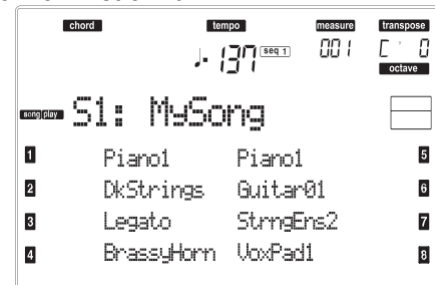 chord tempo measure transpose
♩. 137 seq 1 001 C ' 0
octave
song play S1: MySong
1 Piano1 Piano1 5
2 DkStrings Guitar01 6
3 Legato StrngEns2 7
4 BrassyHorn VoxPad1 8